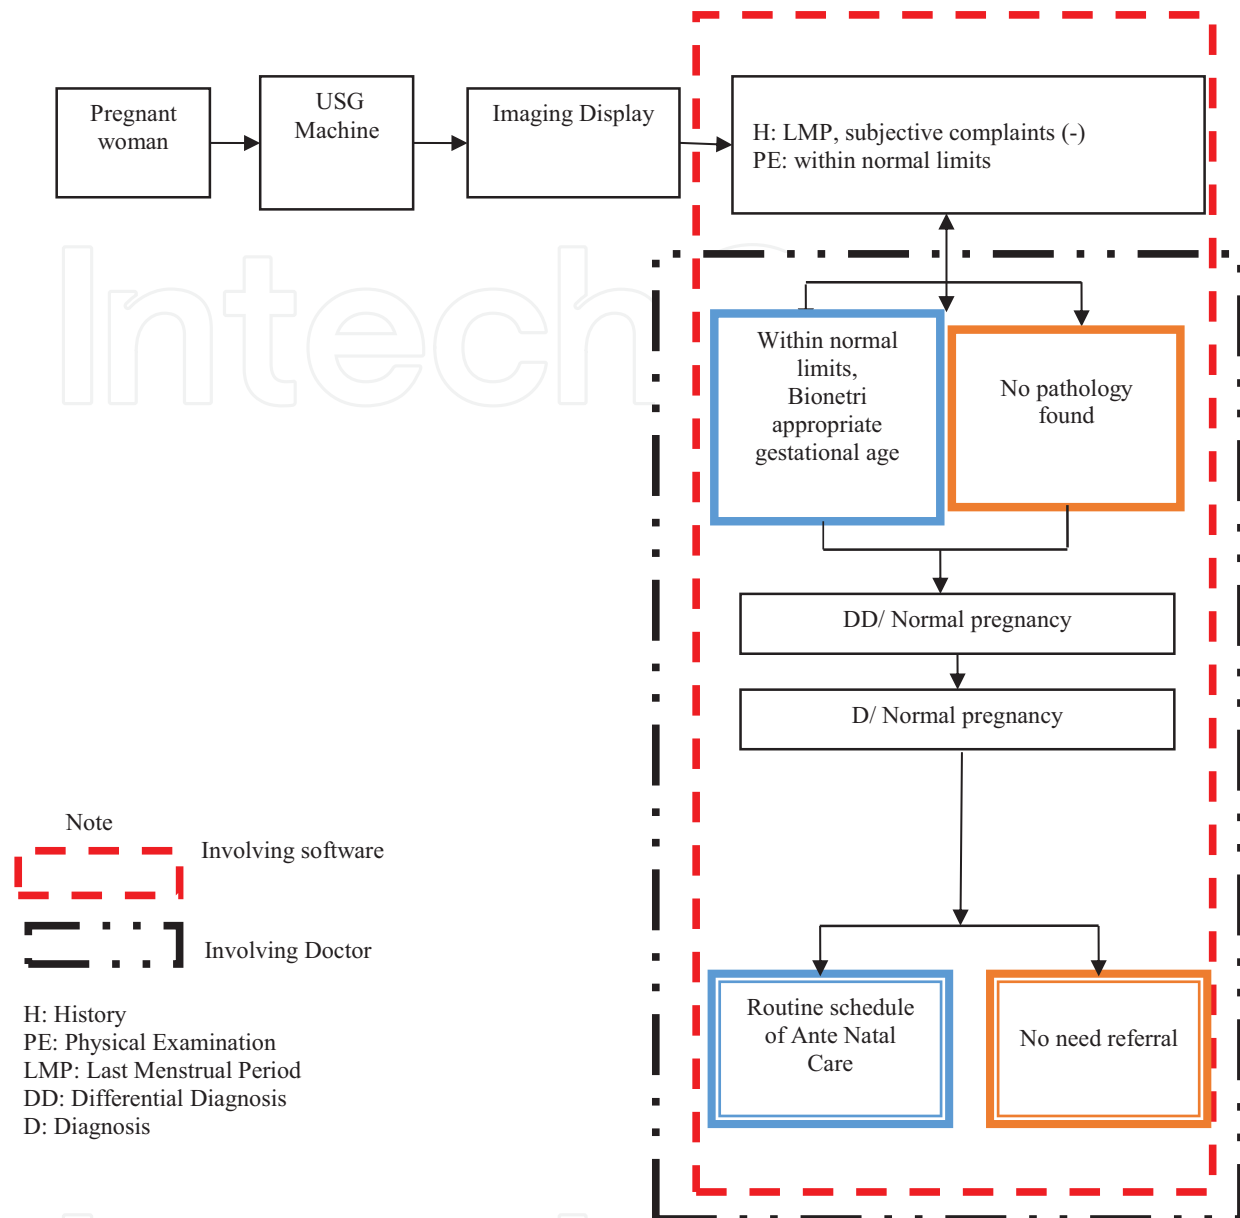 Pregnant
woman
USG
Machine
Imaging Display
H: LMP, subjective complaints (-)
PE: within normal limits
Intech
Within normal
limits,
Bionetri
appropriate
gestational age
No pathology
found
DD/ Normal pregnancy
D/ Normal pregnancy
Note
Involving software
Involving Doctor
Routine schedule
of Ante Natal
Care
No need referral
H: History
PE: Physical Examination
LMP: Last Menstrual Period
DD: Differential Diagnosis
D: Diagnosis